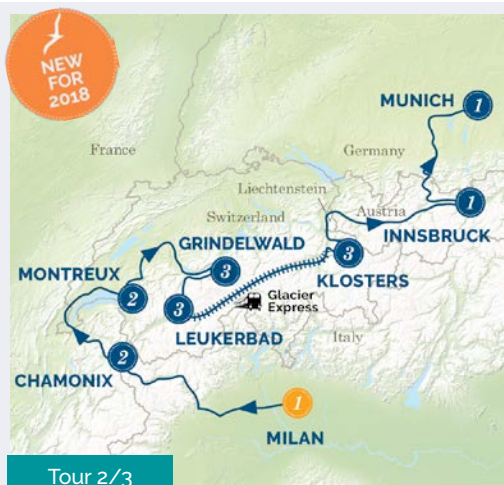 NEW
FOR
2018
MUNICH
1
France
Germany
Liechtenstein
Switzerland
Austria
1
INNSBRUCK
GRINDELWALD
3
MONTREUX
2
3
KLOSTERS
3
Glacier
Express
LEUKERBAD
Italy
2
CHAMONIX
1
MILAN
Tour 2/3